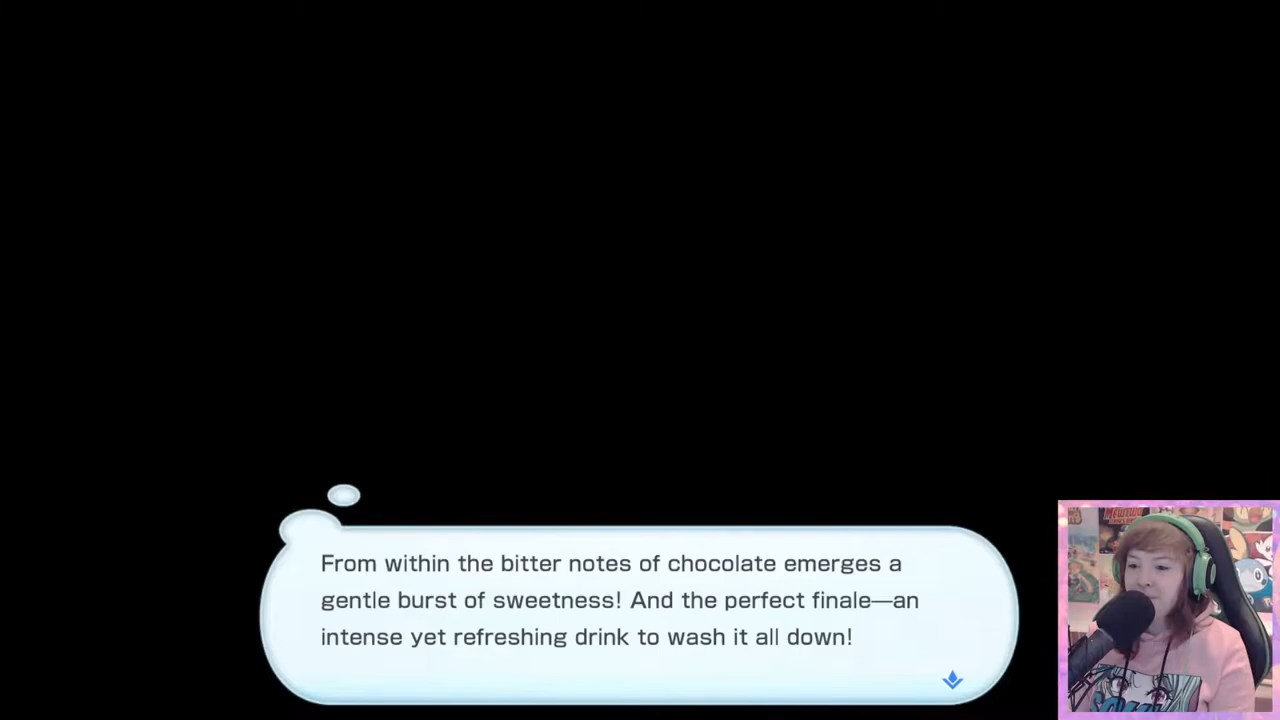 From within the bitter notes of chocolate emerges a
gentle burst of sweetness! And the perfect finale—an
intense yet refreshing drink to wash it all down!